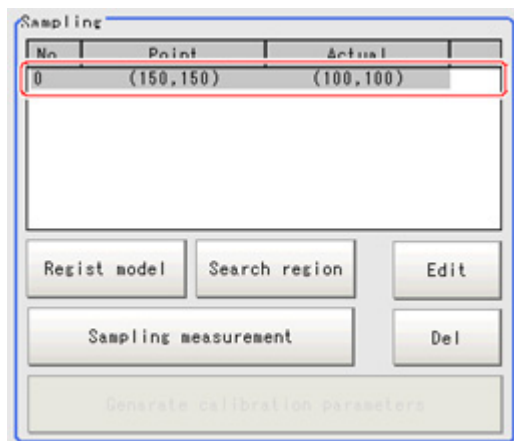 Sampling
No Point Actual
0 (150,150) (100,100)
Regist model Search region Edit
Sampling measurement Del
Generate calibration parameters